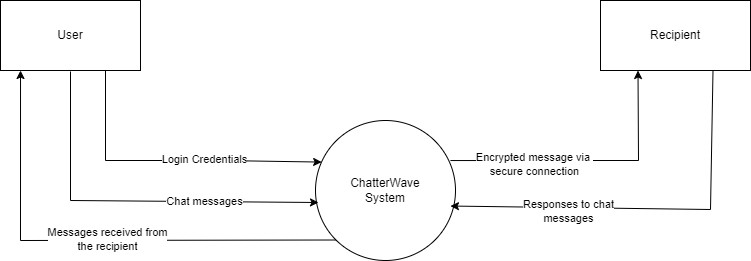 User
Recipient
Login Credentials
Encrypted message via
secure connection
ChatterWave
System
Chat messages
Responses to chat
messages
Messages received from
the recipient